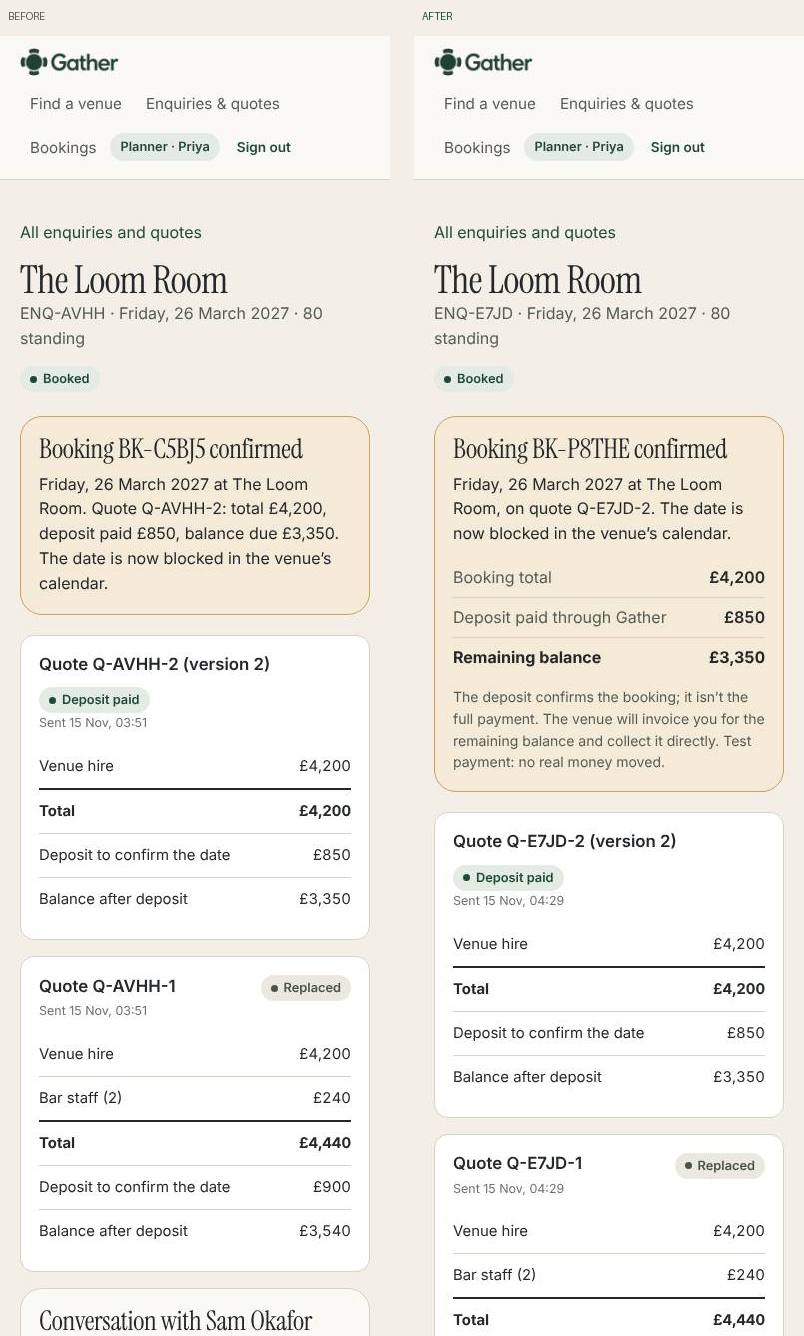 BEFORE
Gather
Find a venue
Enquiries & quotes
Bookings
Planner · Priya
Sign out
All enquiries and quotes
The Loom Room
ENQ-AVHH · Friday, 26 March 2027 · 80
standing
Booked
Booking BK-C5BJ5 confirmed
Friday, 26 March 2027 at The Loom
Room. Quote Q-AVHH-2: total £4,200,
deposit paid £850, balance due £3,350.
The date is now blocked in the venue’s
calendar.
Quote Q-AVHH-2 (version 2)
Deposit paid
Sent 15 Nov, 03:51
Venue hire £4,200
Total £4,200
Deposit to confirm the date £850
Balance after deposit £3,350
Quote Q-AVHH-1
Replaced
Sent 15 Nov, 03:51
Venue hire £4,200
Bar staff (2) £240
Total £4,440
Deposit to confirm the date £900
Balance after deposit £3,540
Conversation with Sam Okafor
AFTER
Gather
Find a venue
Enquiries & quotes
Bookings
Planner · Priya
Sign out
All enquiries and quotes
The Loom Room
ENQ-E7JD · Friday, 26 March 2027 · 80
standing
Booked
Booking BK-P8THE confirmed
Friday, 26 March 2027 at The Loom
Room, on quote Q-E7JD-2. The date is
now blocked in the venue’s calendar.
Booking total £4,200
Deposit paid through Gather £850
Remaining balance £3,350
The deposit confirms the booking; it isn’t the
full payment. The venue will invoice you for the
remaining balance and collect it directly. Test
payment: no real money moved.
Quote Q-E7JD-2 (version 2)
Deposit paid
Sent 15 Nov, 04:29
Venue hire £4,200
Total £4,200
Deposit to confirm the date £850
Balance after deposit £3,350
Quote Q-E7JD-1
Replaced
Sent 15 Nov, 04:29
Venue hire £4,200
Bar staff (2) £240
Total £4,440